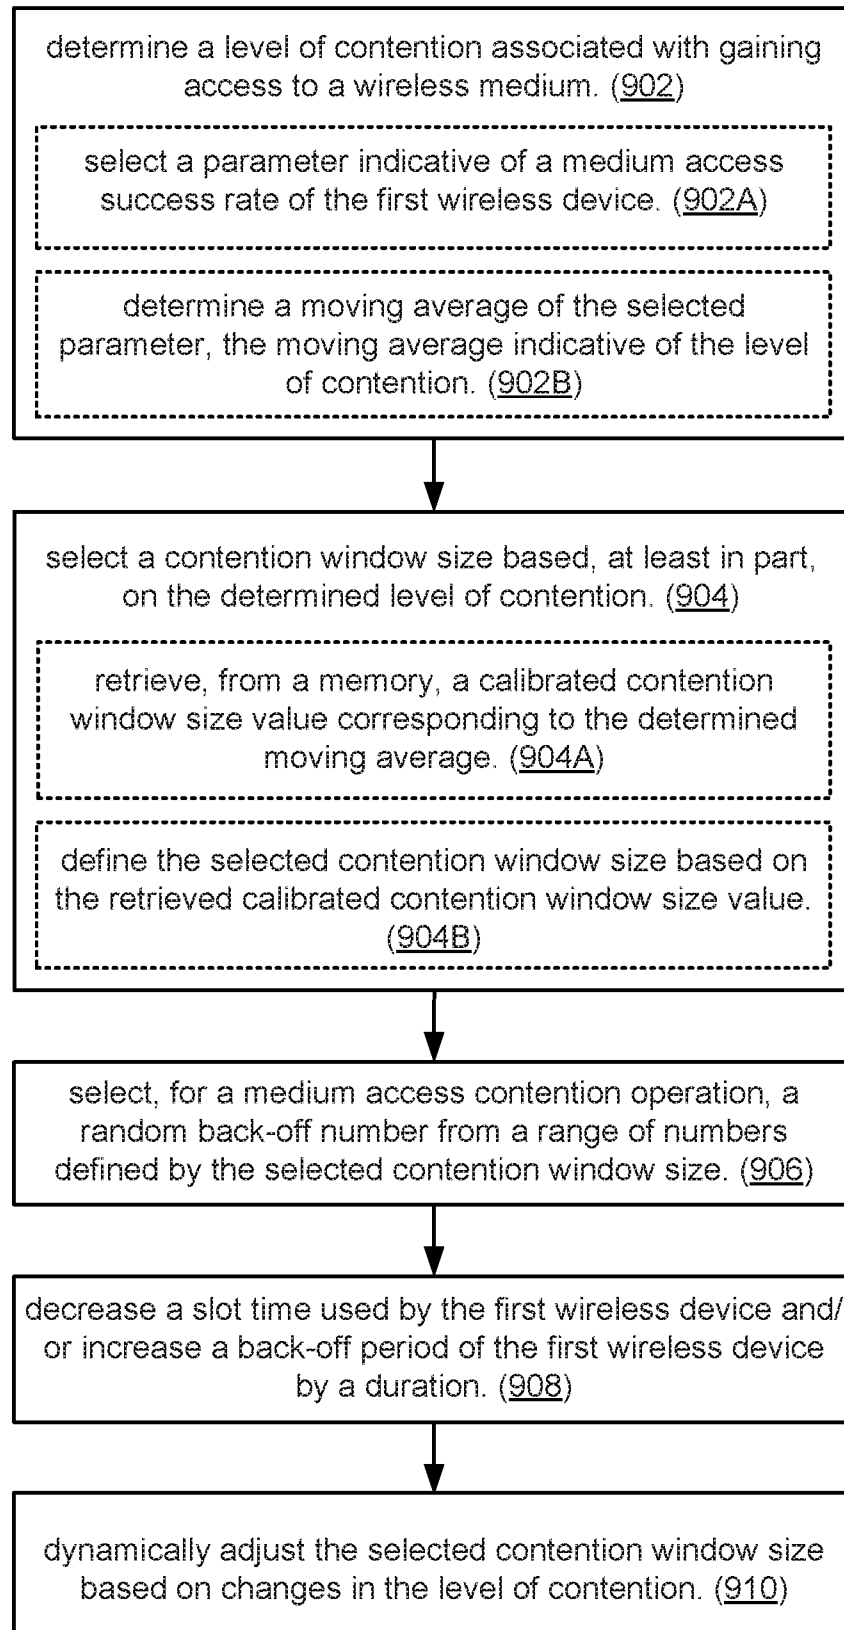 determine a level of contention associated with gaining
access to a wireless medium. (902)
select a parameter indicative of a medium access
success rate of the first wireless device. (902A)
determine a moving average of the selected
parameter, the moving average indicative of the level
of contention. (902B)
select a contention window size based, at least in part,
on the determined level of contention. (904)
retrieve, from a memory, a calibrated contention
window size value corresponding to the determined
moving average. (904A)
define the selected contention window size based on
the retrieved calibrated contention window size value.
(904B)
select, for a medium access contention operation, a
random back-off number from a range of numbers
defined by the selected contention window size. (906)
decrease a slot time used by the first wireless device and/
or increase a back-off period of the first wireless device
by a duration. (908)
dynamically adjust the selected contention window size
based on changes in the level of contention. (910)